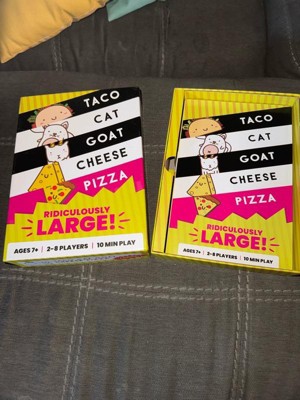 TACO
CAT
GOAT
CHEESE
PIZZA
RIDICULOUSLY
LARGE!
AGES 7+ | 2-8 PLAYERS | 10 MIN PLAY
TACO
CAT
GOAT
CHEESE
PIZZA
RIDICULOUSLY
LARGE!
AGES 7+ | 2-8 PLAYERS | 10 MIN PLAY